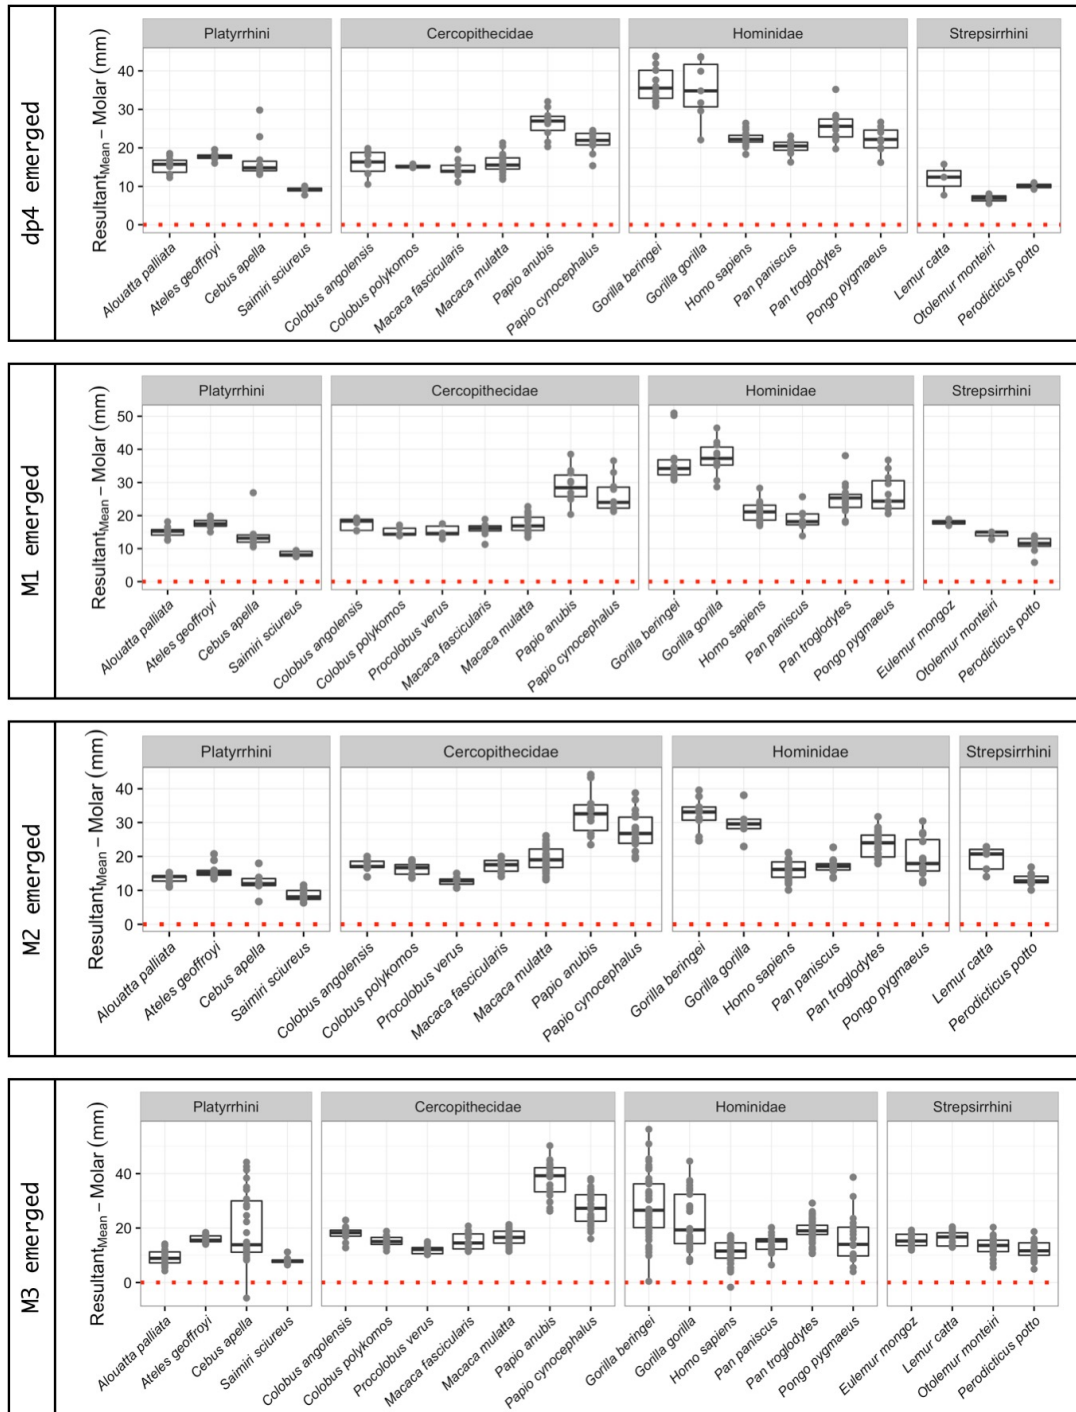 dp4 emerged
Resultant_Mean − Molar (mm)
Platyrrhini Cercopithecidae Hominidae Strepsirrhini
40
30
20
10
0
Alouatta palliata Ateles geoffroyi Cebus apella Saimiri sciureus Colobus angolensis Colobus polykomos Macaca fascicularis Macaca mulatta Papio anubis Papio cynocephalus Gorilla beringei Gorilla gorilla Homo sapiens Pan paniscus Pan troglodytes Pongo pygmaeus Lemur catta Otolemur monteiri Perodicticus potto
M1 emerged
Resultant_Mean − Molar (mm)
Platyrrhini Cercopithecidae Hominidae Strepsirrhini
50
40
30
20
10
0
Alouatta palliata Ateles geoffroyi Cebus apella Saimiri sciureus Colobus angolensis Colobus polykomos Procolobus verus Macaca fascicularis Macaca mulatta Papio anubis Papio cynocephalus Gorilla beringei Gorilla gorilla Homo sapiens Pan paniscus Pan troglodytes Pongo pygmaeus Eulemur mongoz Otolemur monteiri Perodicticus potto
M2 emerged
Resultant_Mean − Molar (mm)
Platyrrhini Cercopithecidae Hominidae Strepsirrhini
40
30
20
10
0
Alouatta palliata Ateles geoffroyi Cebus apella Saimiri sciureus Colobus angolensis Colobus polykomos Procolobus verus Macaca fascicularis Macaca mulatta Papio anubis Papio cynocephalus Gorilla beringei Gorilla gorilla Homo sapiens Pan paniscus Pan troglodytes Pongo pygmaeus Lemur catta Perodicticus potto
M3 emerged
Resultant_Mean − Molar (mm)
Platyrrhini Cercopithecidae Hominidae Strepsirrhini
40
20
0
Alouatta palliata Ateles geoffroyi Cebus apella Saimiri sciureus Colobus angolensis Colobus polykomos Procolobus verus Macaca fascicularis Macaca mulatta Papio anubis Papio cynocephalus Gorilla beringei Gorilla gorilla Homo sapiens Pan paniscus Pan troglodytes Pongo pygmaeus Eulemur mongoz Lemur catta Otolemur monteiri Perodicticus potto